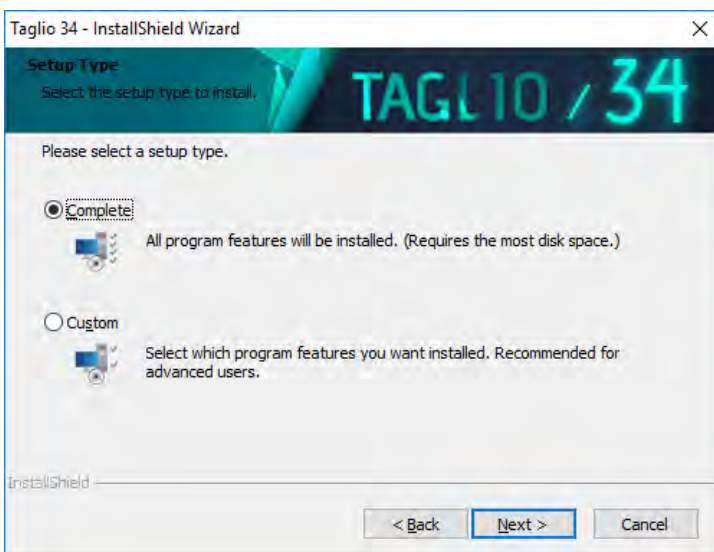 Taglio 34 - InstallShield Wizard
Setup Type
Select the setup type to install.
TAGLIO / 34
Please select a setup type.
Complete
All program features will be installed. (Requires the most disk space.)
Custom
Select which program features you want installed. Recommended for
advanced users.
InstallShield
< Back
Next >
Cancel